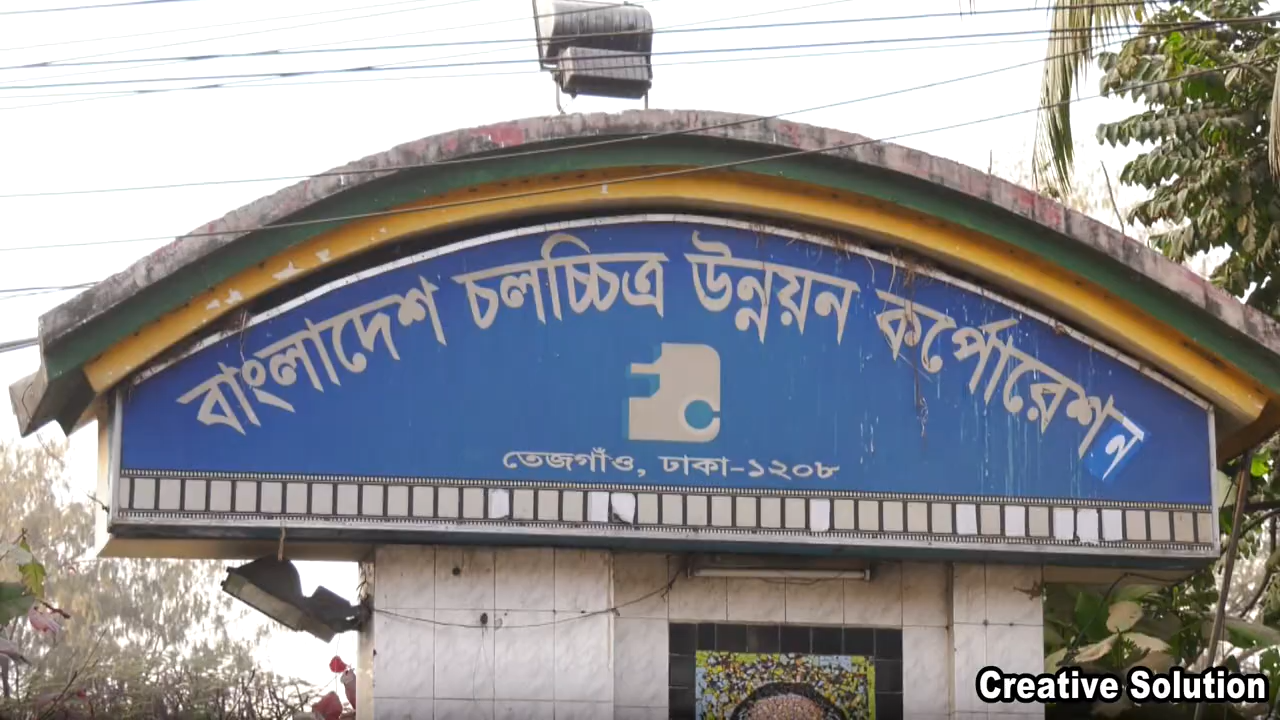 বাংলাদেশ চলচ্চিত্র উন্নয়ন কর্পোরেশন
তেজগাঁও, ঢাকা-১২০৮
Creative Solution